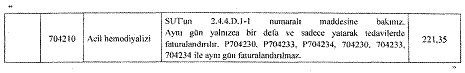 "
SUT'un 2.4.4.D.1-1 numaralı maddesine bakınız.
Aynı gün yalnızca bir defa ve sadece yatarak tedavilerde
704210 Acil hemodiyalizi faturalandırılır. P704230, P704233, P704234, 704230, 704233, 221,35
704234 ile aynı gün faturalandırılmaz.
"